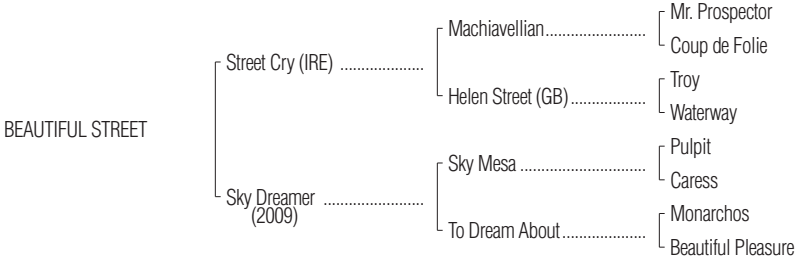 Mr. Prospector
Machiavellian
Coup de Folie
Street Cry (IRE)
Troy
Helen Street (GB)
Waterway
BEAUTIFUL STREET
Pulpit
Sky Mesa
Caress
Sky Dreamer
(2009)
Monarchos
To Dream About
Beautiful Pleasure